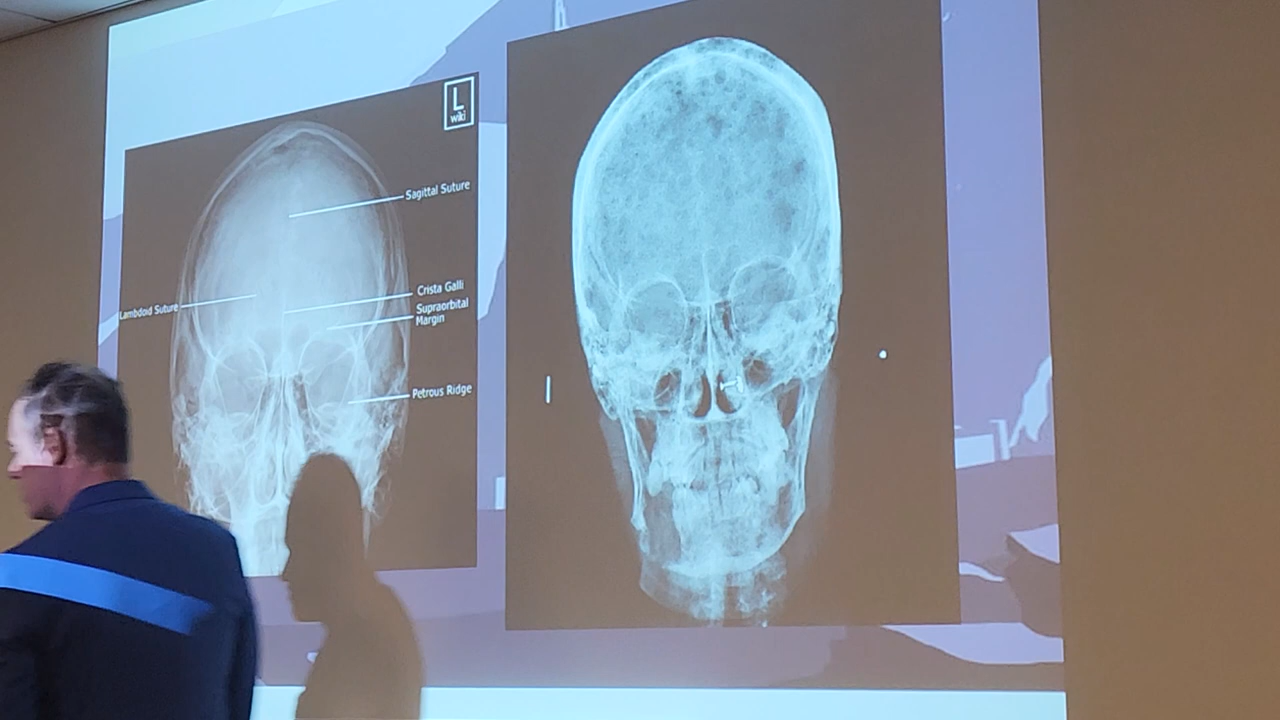 L
wiki
Sagittal Suture
Crista Galli
Lambdoid Suture
Supraorbital
Margin
Petrous Ridge